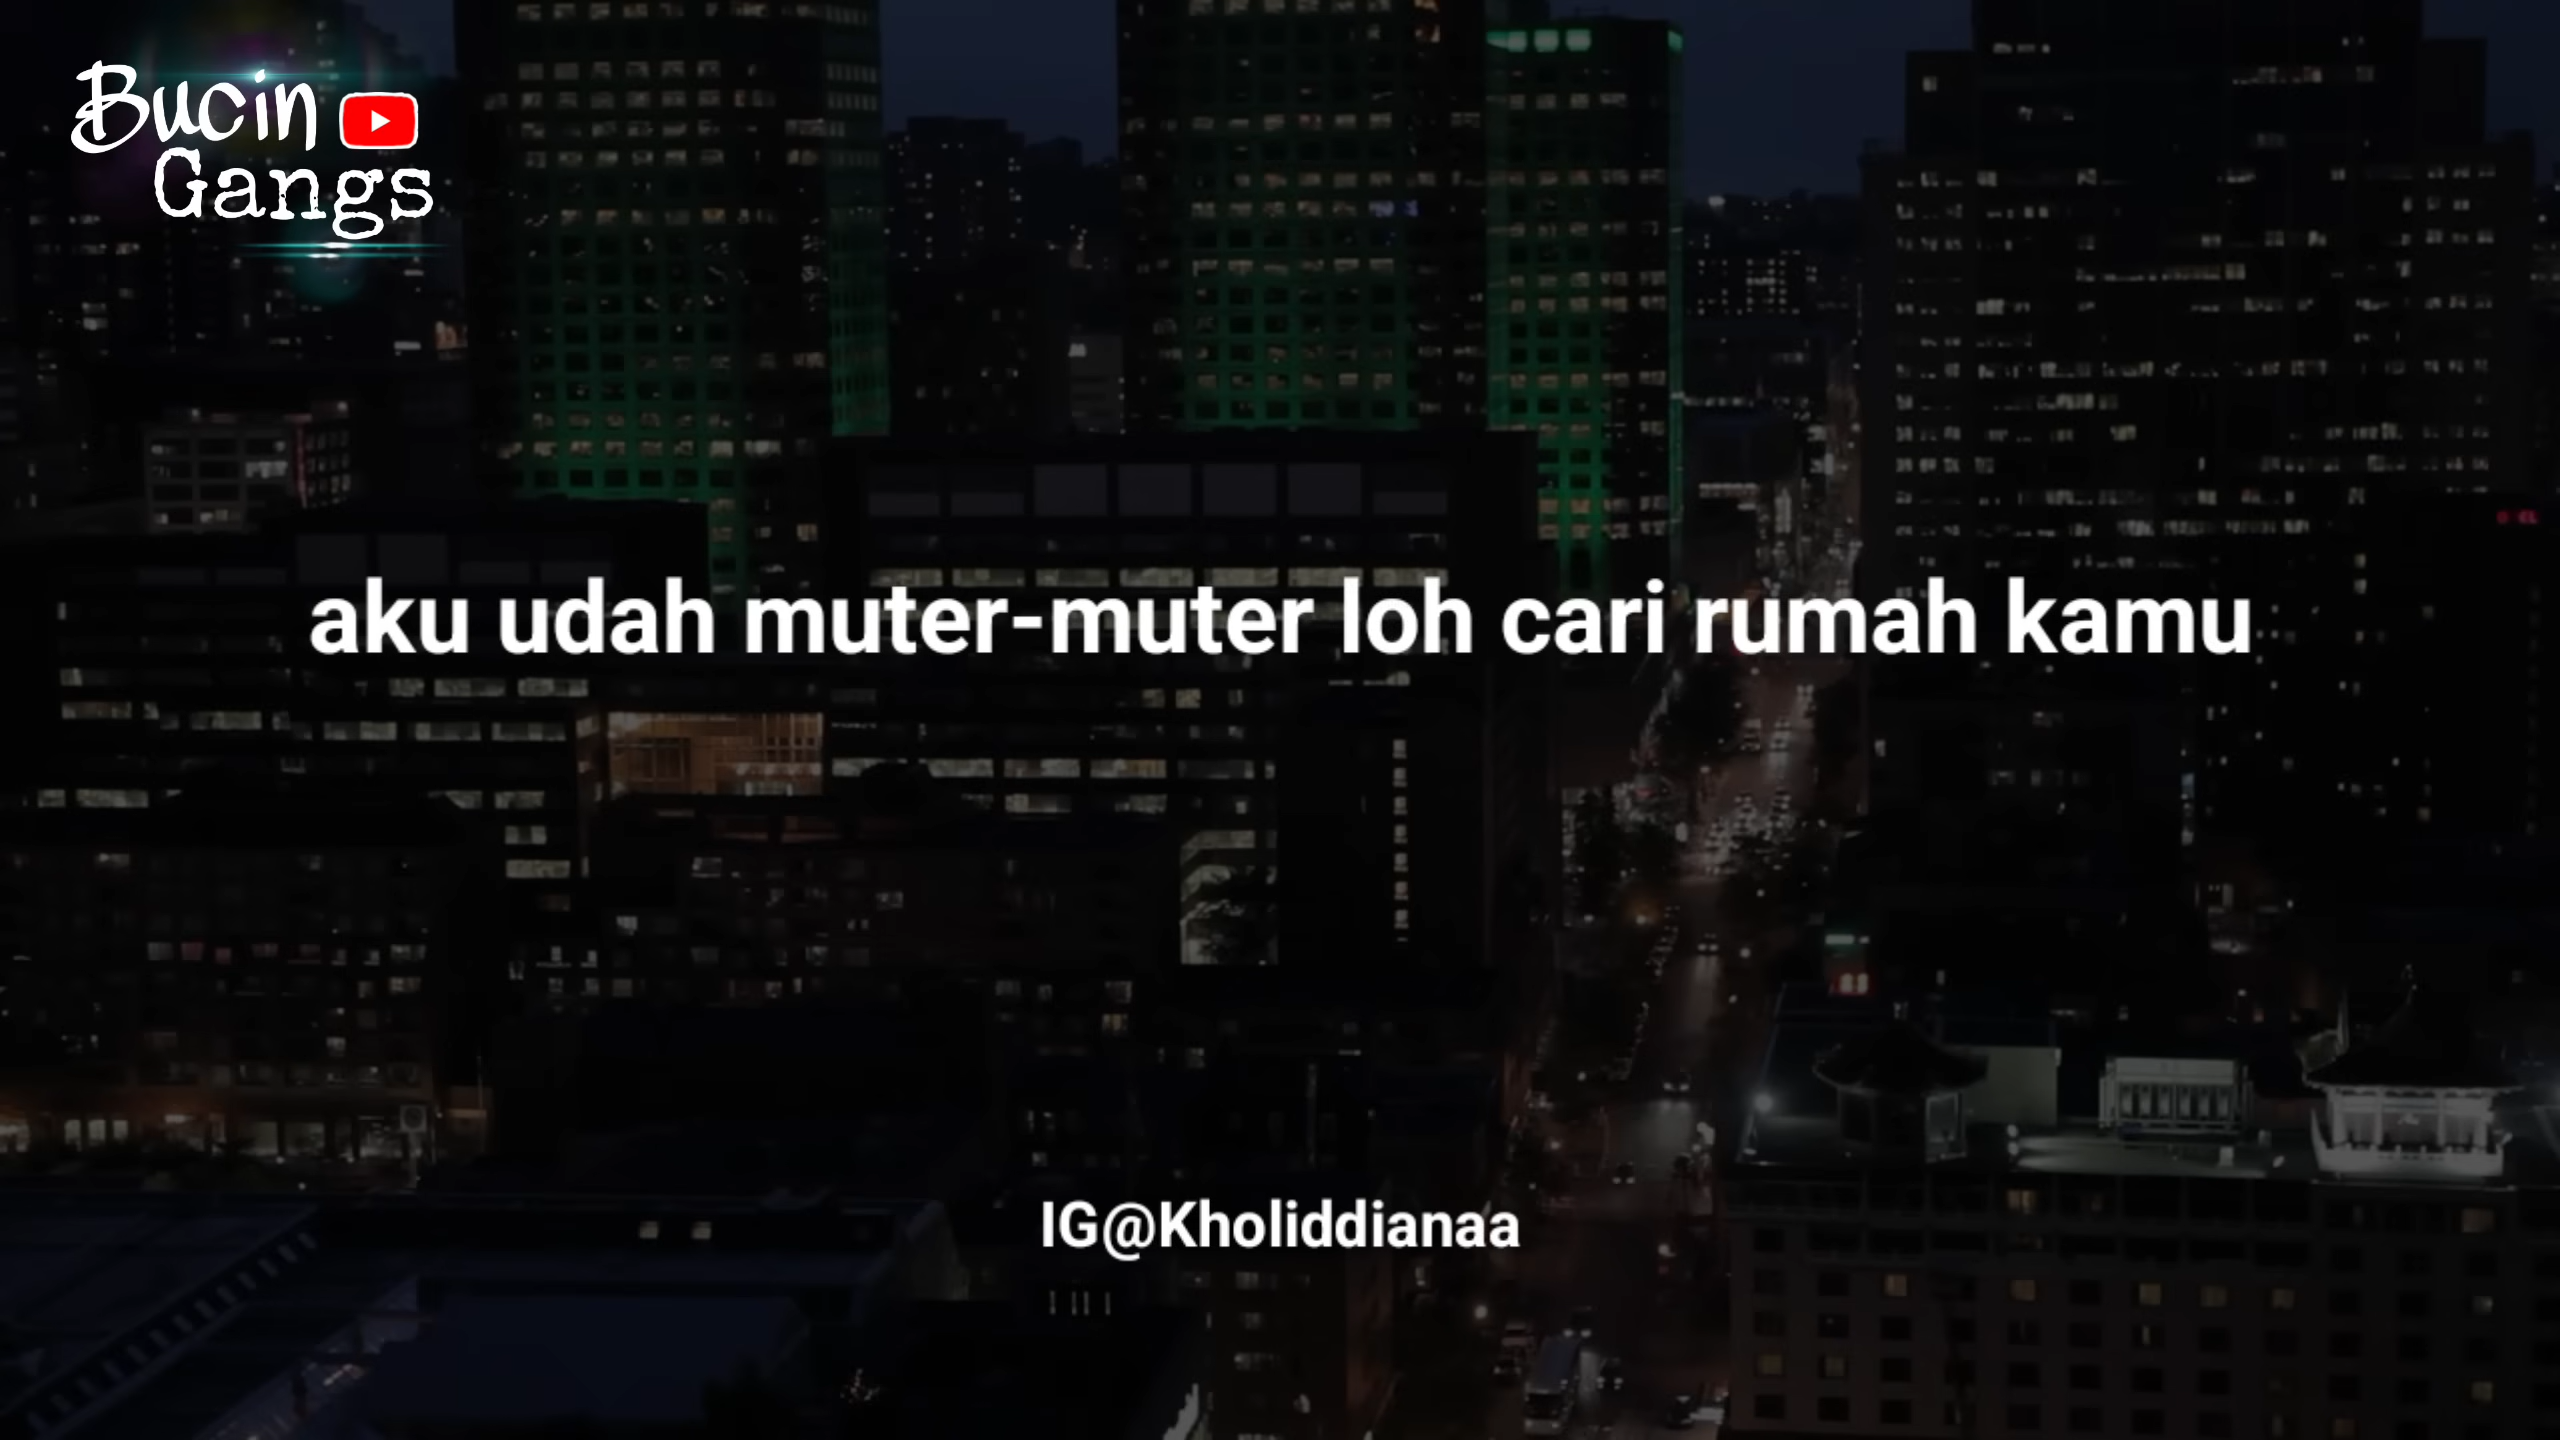 Bucin
Gangs
aku udah muter-muter loh cari rumah kamu
IG@Kholiddianaa